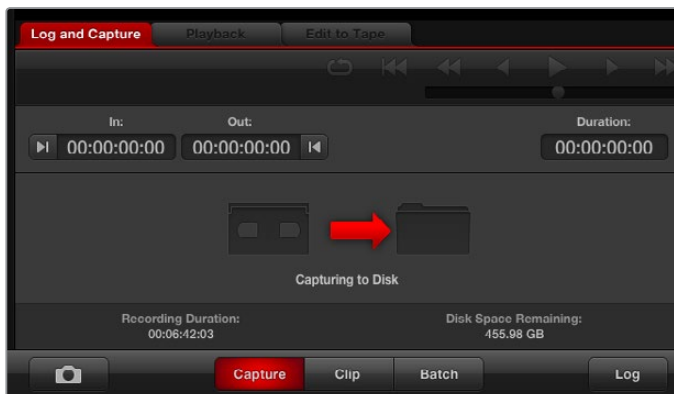 Log and Capture Playback Edit to Tape
In: Out: Duration:
00:00:00:00 00:00:00:00 00:00:00:00
Capturing to Disk
Recording Duration: Disk Space Remaining:
00:06:42:03 455.98 GB
Capture Clip Batch Log